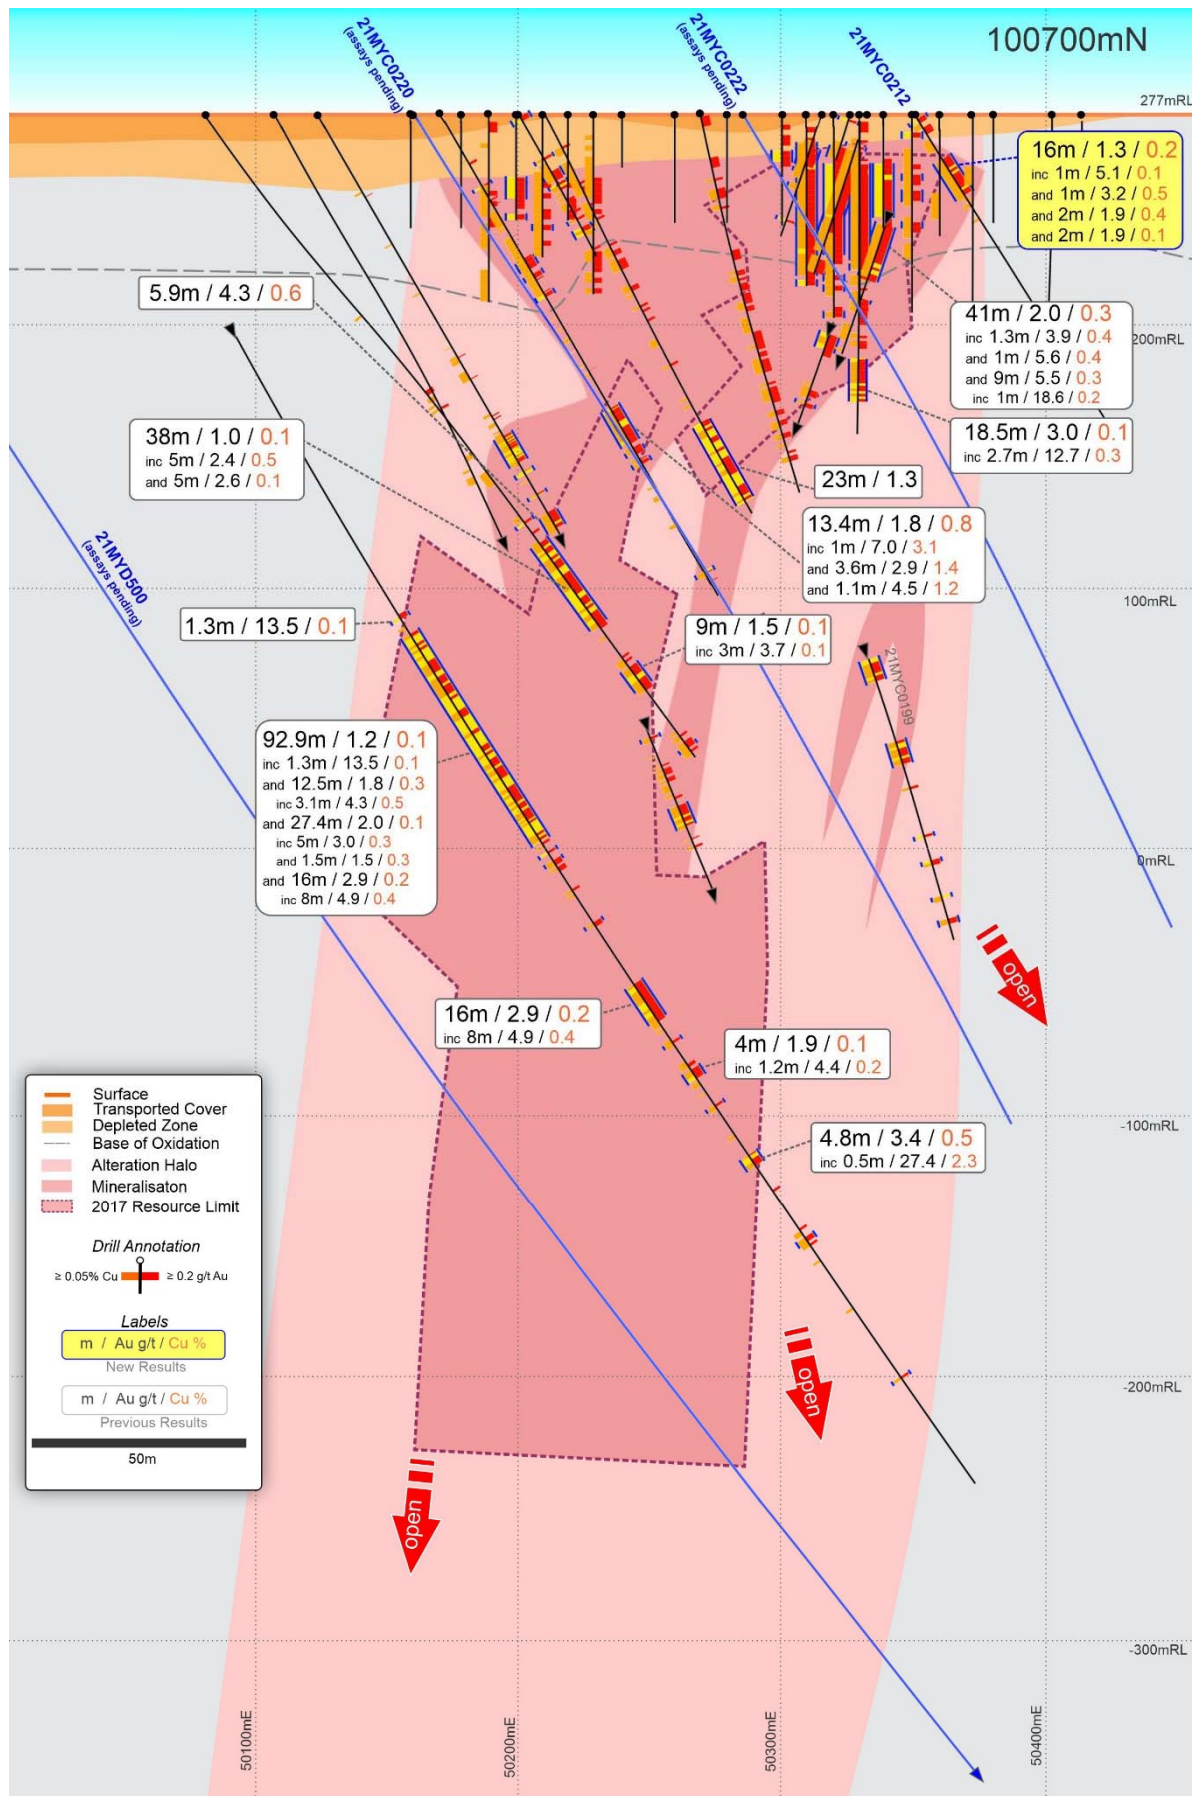 100700mN
21MYC0220
(assays pending)
21MYC0222
(assays pending)
21MYC0212
277mRL
16m / 1.3 / 0.2
inc 1m / 5.1 / 0.1
and 1m / 3.2 / 0.5
and 2m / 1.9 / 0.4
and 2m / 1.9 / 0.1
5.9m / 4.3 / 0.6
41m / 2.0 / 0.3
inc 1.3m / 3.9 / 0.4
and 1m / 5.6 / 0.4
and 9m / 5.5 / 0.3
inc 1m / 18.6 / 0.2
200mRL
38m / 1.0 / 0.1
inc 5m / 2.4 / 0.5
and 5m / 2.6 / 0.1
18.5m / 3.0 / 0.1
inc 2.7m / 12.7 / 0.3
23m / 1.3
13.4m / 1.8 / 0.8
inc 1m / 7.0 / 3.1
and 3.6m / 2.9 / 1.4
and 1.1m / 4.5 / 1.2
21MYD500
(assays pending)
100mRL
1.3m / 13.5 / 0.1
9m / 1.5 / 0.1
inc 3m / 3.7 / 0.1
21MYC0199
92.9m / 1.2 / 0.1
inc 1.3m / 13.5 / 0.1
and 12.5m / 1.8 / 0.3
inc 3.1m / 4.3 / 0.5
and 27.4m / 2.0 / 0.1
inc 5m / 3.0 / 0.3
and 1.5m / 1.5 / 0.3
and 16m / 2.9 / 0.2
inc 8m / 4.9 / 0.4
0mRL
open
16m / 2.9 / 0.2
inc 8m / 4.9 / 0.4
4m / 1.9 / 0.1
inc 1.2m / 4.4 / 0.2
-100mRL
4.8m / 3.4 / 0.5
inc 0.5m / 27.4 / 2.3
Surface
Transported Cover
Depleted Zone
Base of Oxidation
Alteration Halo
Mineralisaton
2017 Resource Limit
Drill Annotation
≥ 0.05% Cu
≥ 0.2 g/t Au
Labels
m / Au g/t / Cu %
New Results
m / Au g/t / Cu %
Previous Results
50m
open
-200mRL
open
-300mRL
50100mE
50200mE
50300mE
50400mE